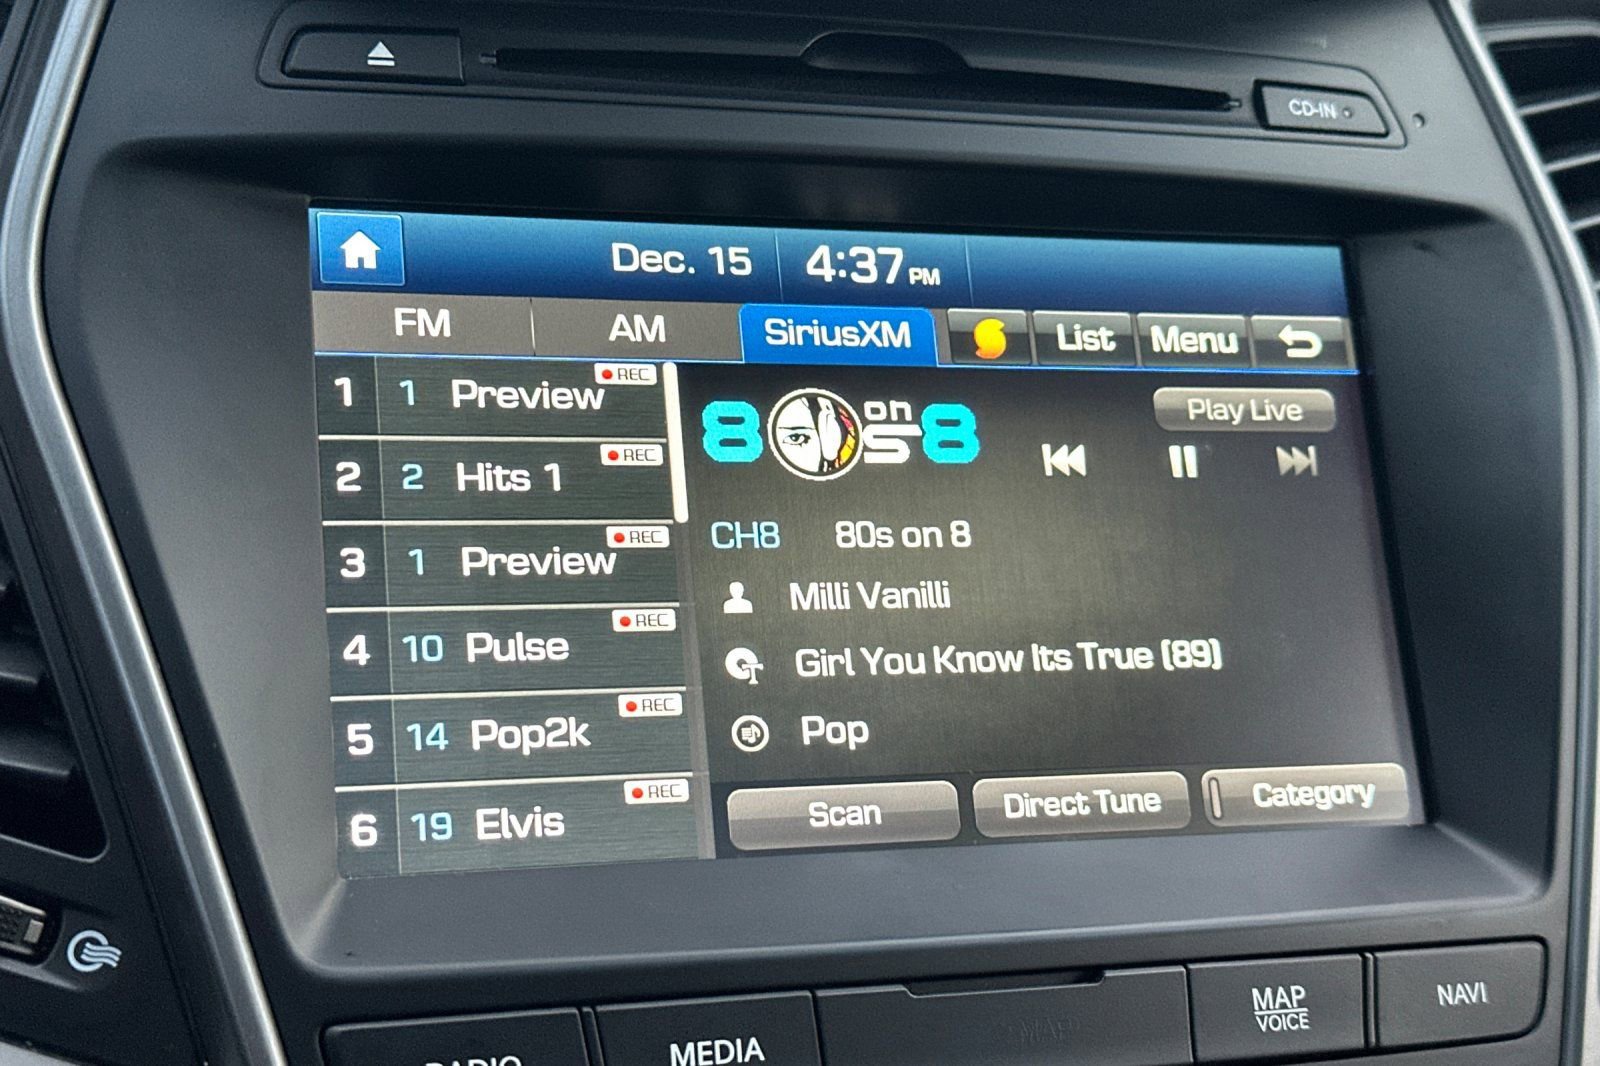 CD-IN
Dec. 15 4:37 PM
FM AM SiriusXM List Menu
1 1 Preview REC
2 2 Hits 1 REC
3 1 Preview REC
4 10 Pulse REC
5 14 Pop2k REC
6 19 Elvis REC
80s on 8
Play Live
CH8 80s on 8
Milli Vanilli
Girl You Know Its True (89)
Pop
Scan Direct Tune Category
RADIO MEDIA MAP VOICE NAVI